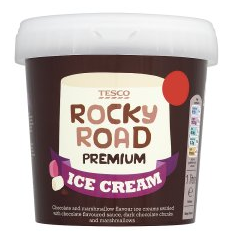 TESCO
ROCKY
ROAD
PREMIUM
ICE CREAM
Chocolate and marshmallow flavour ice creams swirled
with chocolate flavoured sauce, dark chocolate chunks
and marshmallows